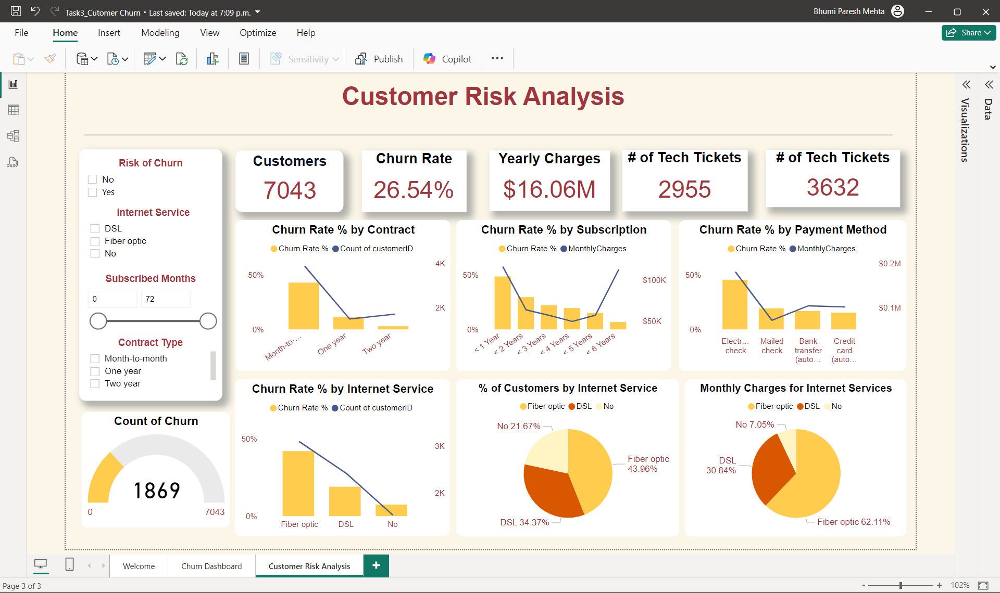 Task3_Cutomer Churn • Last saved: Today at 7:09 p.m.
Bhumi Paresh Mehta
File
Home
Insert
Modeling
View
Optimize
Help
Share
Sensitivity
Publish
Copilot
DAX
Customer Risk Analysis
Risk of Churn
No
Yes
Internet Service
DSL
Fiber optic
No
Subscribed Months
0
72
Contract Type
Month-to-month
One year
Two year
Count of Churn
1869
0
7043
Customers
7043
Churn Rate
26.54%
Yearly Charges
$16.06M
# of Tech Tickets
2955
# of Tech Tickets
3632
Churn Rate % by Contract
Churn Rate %
Count of customerID
50%
0%
4K
2K
Month-to-...
One year
Two year
Churn Rate % by Subscription
Churn Rate %
MonthlyCharges
50%
0%
$100K
$50K
< 1 Year
< 2 Years
< 3 Years
< 4 Years
< 5 Years
< 6 Years
Churn Rate % by Payment Method
Churn Rate %
MonthlyCharges
50%
0%
$0.2M
$0.1M
Electr...
check
Mailed
check
Bank
transfer
(auto...
Credit
card
(auto...
Churn Rate % by Internet Service
Churn Rate %
Count of customerID
50%
0%
3K
2K
Fiber optic
DSL
No
% of Customers by Internet Service
Fiber optic
DSL
No
No 21.67%
Fiber optic
43.96%
DSL 34.37%
Monthly Charges for Internet Services
Fiber optic
DSL
No
No 7.05%
DSL
30.84%
Fiber optic 62.11%
Visualizations
Data
Welcome
Churn Dashboard
Customer Risk Analysis
+
Page 3 of 3
-
+
102%